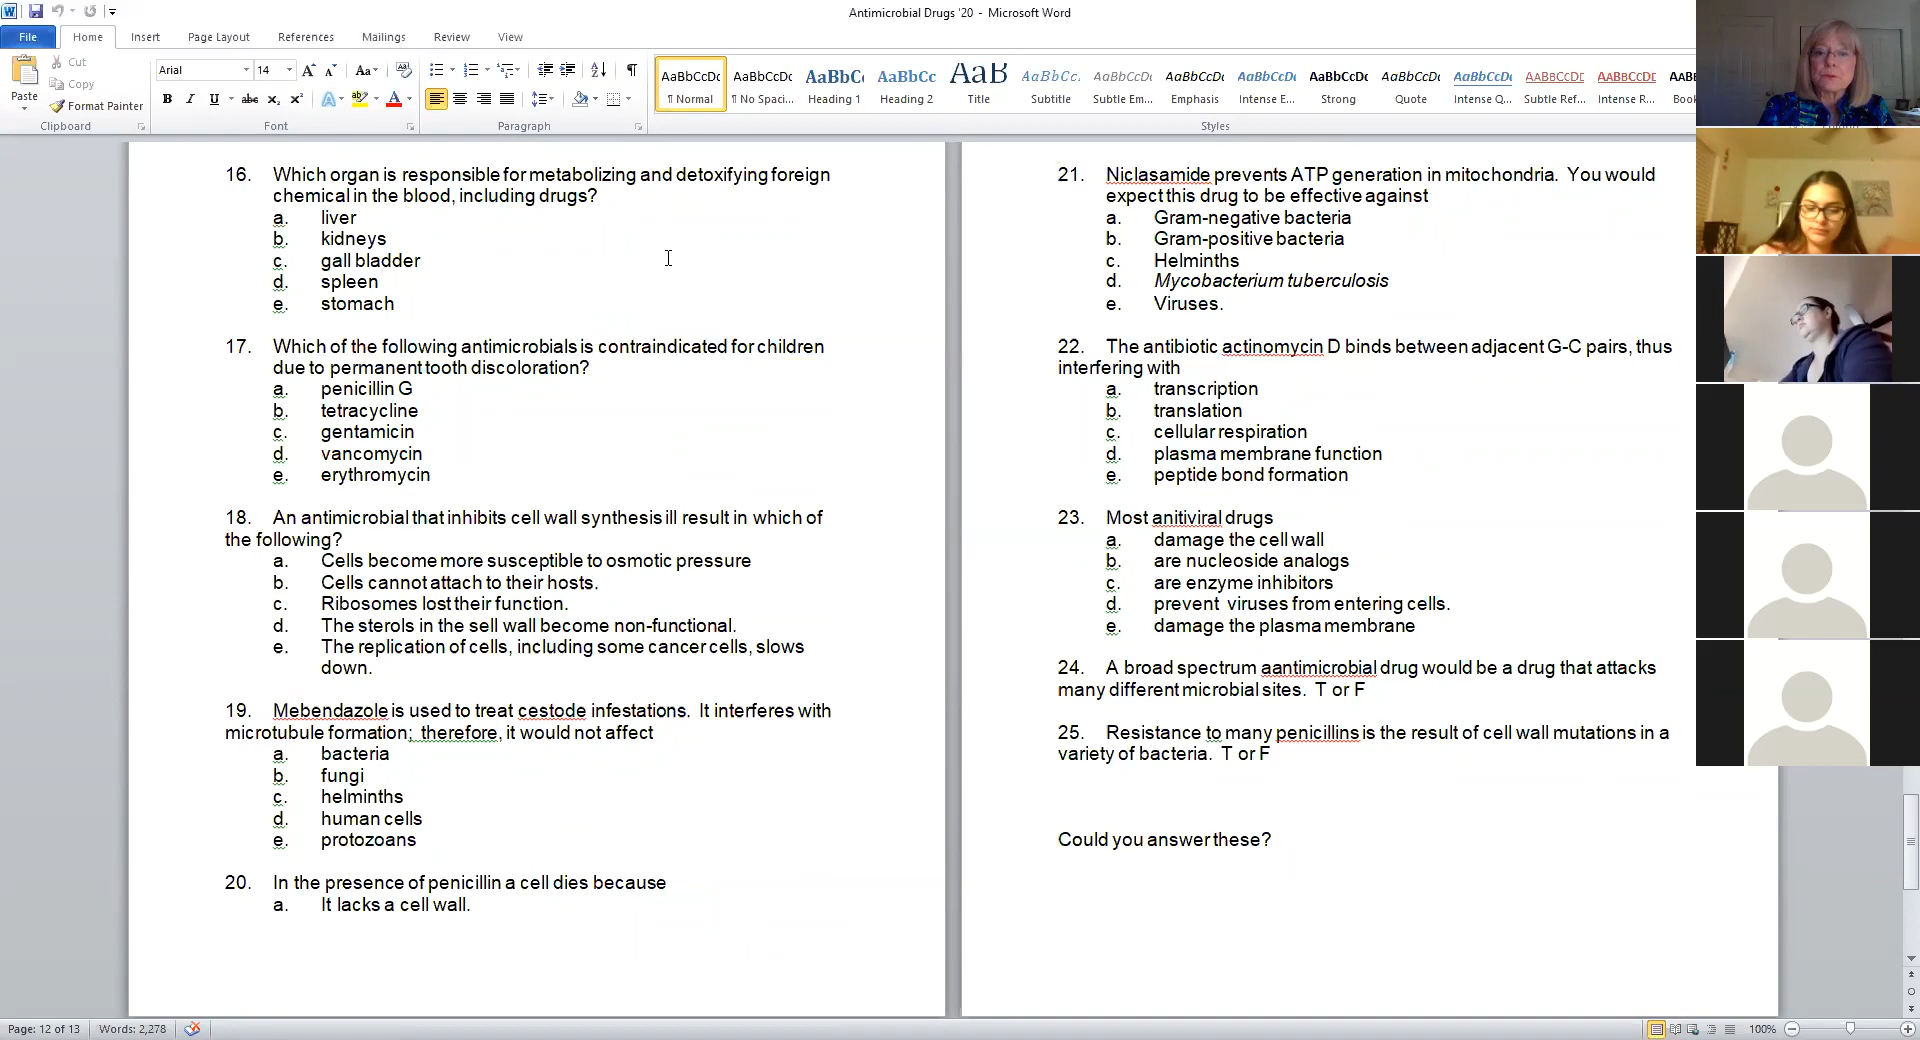 Antimicrobial Drugs '20 - Microsoft Word
File Home Insert Page Layout References Mailings Review View
Paste
Cut
Copy
Format Painter
Clipboard
Arial 14
Font
Paragraph
AaBbCcDc AaBbCcDc AaBbC AaBbCc AaB AaBbCc. AaBbCcDc AaBbCcDc AaBbCcDc AaBbCcDc AaBbCcDc AaBbCcDc AABBCCDC AABBCCDC
¶ Normal ¶ No Spaci... Heading 1 Heading 2 Title Subtitle Subtle Em... Emphasis Intense E... Strong Quote Intense Q... Subtle Ref... Intense R...
Styles
16. Which organ is responsible for metabolizing and detoxifying foreign
chemical in the blood, including drugs?
a. liver
b. kidneys
c. gall bladder
d. spleen
e. stomach
17. Which of the following antimicrobials is contraindicated for children
due to permanent tooth discoloration?
a. penicillin G
b. tetracycline
c. gentamicin
d. vancomycin
e. erythromycin
18. An antimicrobial that inhibits cell wall synthesis ill result in which of
the following?
a. Cells become more susceptible to osmotic pressure
b. Cells cannot attach to their hosts.
c. Ribosomes lost their function.
d. The sterols in the sell wall become non-functional.
e. The replication of cells, including some cancer cells, slows
down.
19. Mebendazole is used to treat cestode infestations. It interferes with
microtubule formation; therefore, it would not affect
a. bacteria
b. fungi
c. helminths
d. human cells
e. protozoans
20. In the presence of penicillin a cell dies because
a. It lacks a cell wall.
21. Niclasamide prevents ATP generation in mitochondria. You would
expect this drug to be effective against
a. Gram-negative bacteria
b. Gram-positive bacteria
c. Helminths
d. Mycobacterium tuberculosis
e. Viruses.
22. The antibiotic actinomycin D binds between adjacent G-C pairs, thus
interfering with
a. transcription
b. translation
c. cellular respiration
d. plasma membrane function
e. peptide bond formation
23. Most anitiviral drugs
a. damage the cell wall
b. are nucleoside analogs
c. are enzyme inhibitors
d. prevent viruses from entering cells.
e. damage the plasma membrane
24. A broad spectrum aantimicrobial drug would be a drug that attacks
many different microbial sites. T or F
25. Resistance to many penicillins is the result of cell wall mutations in a
variety of bacteria. T or F
Could you answer these?
Page: 12 of 13 Words: 2,278
100%